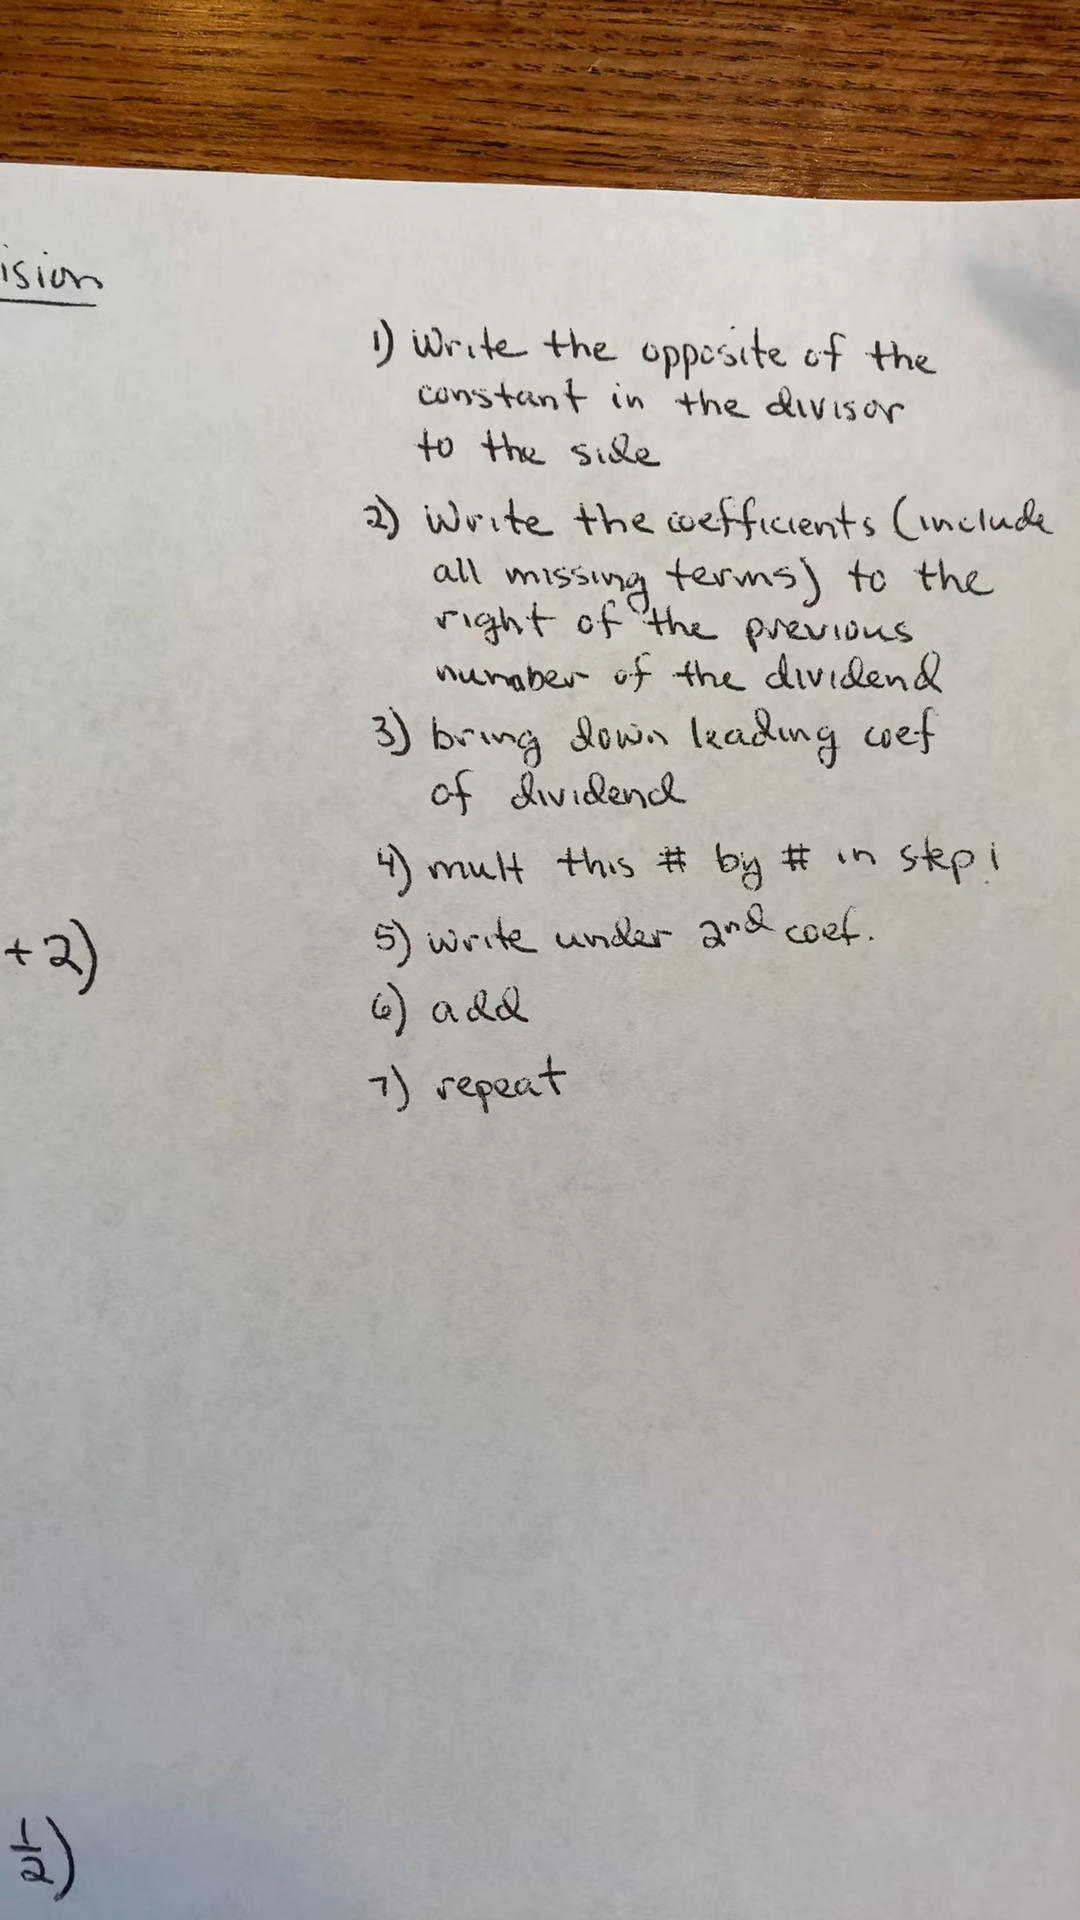 ision
1) Write the opposite of the
constant in the divisor
to the side
2) Write the coefficients (include
all missing terms) to the
right of the previous
number of the dividend
3) bring down leading coef
of dividend
4) mult this # by # in step 1
+2)
5) write under 2nd coef.
6) add
7) repeat
1/2)